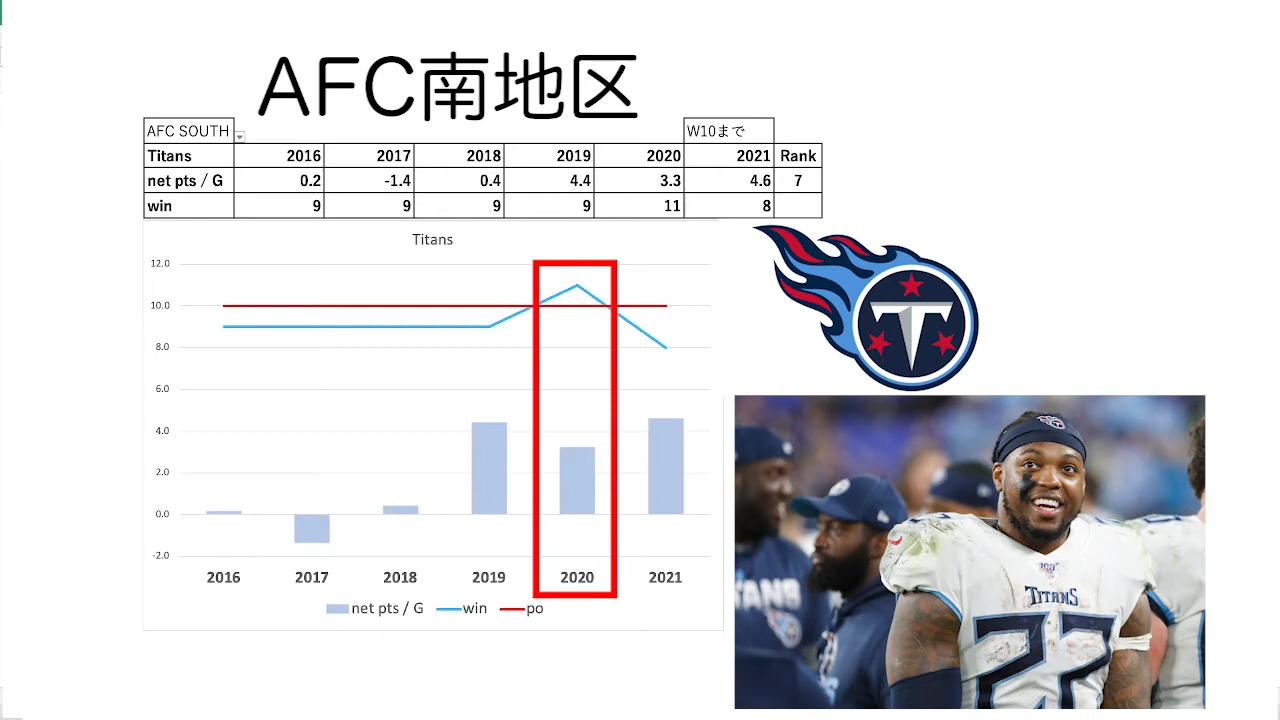 AFC南地区
AFC SOUTH W10まで
Titans 2016 2017 2018 2019 2020 2021 Rank
net pts / G 0.2 -1.4 0.4 4.4 3.3 4.6 7
win 9 9 9 9 11 8
Titans
12.0
10.0
8.0
6.0
4.0
2.0
0.0
-2.0
2016 2017 2018 2019 2020 2021
net pts / G win po
T
TITANS
22